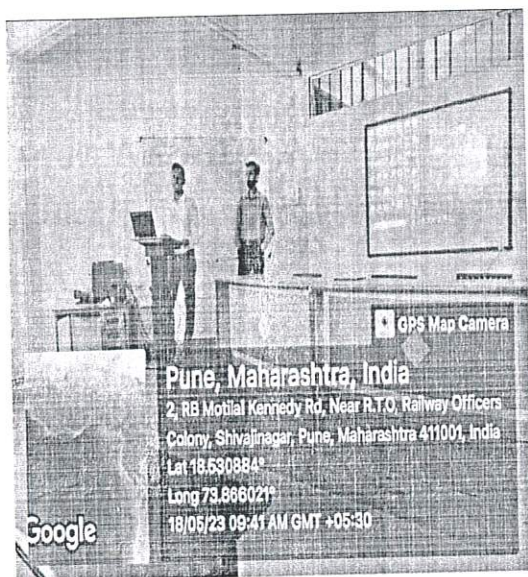 GPS Map Camera
Pune, Maharashtra, India
2, RB Motilal Kennedy Rd, Near R.T.O, Railway Officers
Colony, Shivajinagar, Pune, Maharashtra 411001, India
Lat 18.530884°
Long 73.866021°
18/05/23 09:41 AM GMT +05:30
Google